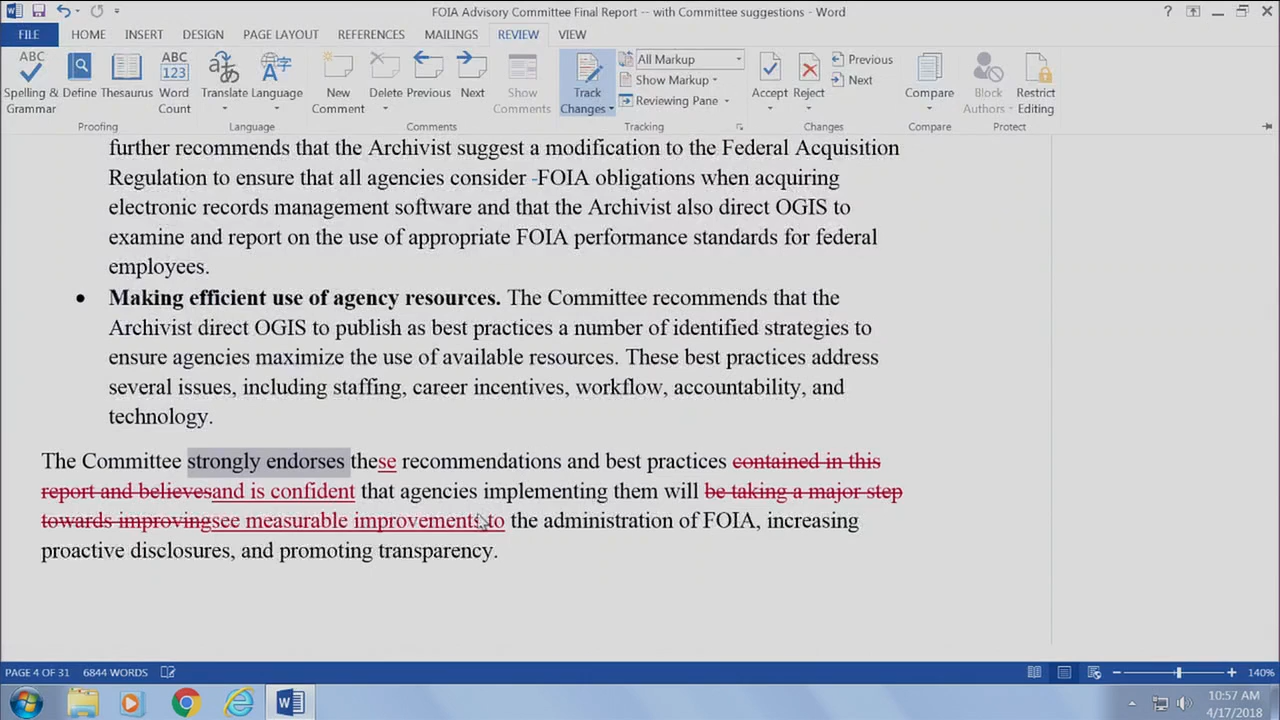 FOIA Advisory Committee Final Report -- with Committee suggestions - Word
FILE HOME INSERT DESIGN PAGE LAYOUT REFERENCES MAILINGS REVIEW VIEW
ABC Spelling & Grammar
Define
Thesaurus
ABC 123 Word Count
Translate
Language
New Comment
Delete
Previous
Next
Show Comments
Track Changes
All Markup
Show Markup
Reviewing Pane
Accept
Reject
Previous
Next
Compare
Block Authors
Restrict Editing
Proofing Language Comments Tracking Changes Compare Protect
further recommends that the Archivist suggest a modification to the Federal Acquisition
Regulation to ensure that all agencies consider -FOIA obligations when acquiring
electronic records management software and that the Archivist also direct OGIS to
examine and report on the use of appropriate FOIA performance standards for federal
employees.
• Making efficient use of agency resources. The Committee recommends that the
Archivist direct OGIS to publish as best practices a number of identified strategies to
ensure agencies maximize the use of available resources. These best practices address
several issues, including staffing, career incentives, workflow, accountability, and
technology.
The Committee strongly endorses these recommendations and best practices contained in this
report and believesand is confident that agencies implementing them will be taking a major step
towards improvingsee measurable improvements to the administration of FOIA, increasing
proactive disclosures, and promoting transparency.
PAGE 4 OF 31 6844 WORDS 140%
10:57 AM
4/17/2018